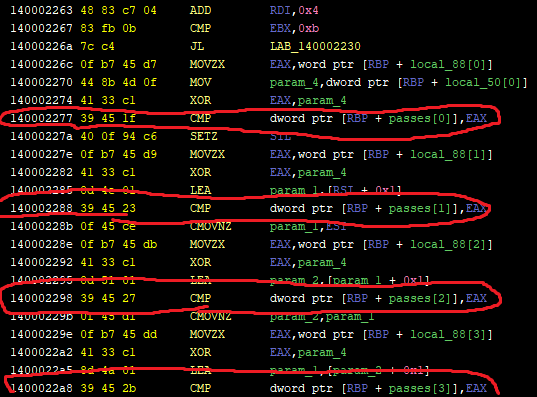 140002263 48 83 c7 04 ADD RDI,0x4
140002267 83 fb 0b CMP EBX,0xb
14000226a 7c c4 JL LAB_140002230
14000226c 0f b7 45 d7 MOVZX EAX,word ptr [RBP + local_88[0]]
140002270 44 8b 4d 0f MOV param_4,dword ptr [RBP + local_50[0]]
140002274 41 33 c1 XOR EAX,param_4
140002277 39 45 1f CMP dword ptr [RBP + passes[0]],EAX
14000227a 40 0f 94 c6 SETZ SIL
14000227e 0f b7 45 d9 MOVZX EAX,word ptr [RBP + local_88[1]]
140002282 41 33 c1 XOR EAX,param_4
140002285 8d 4e 01 LEA param_1,[RSI + 0x1]
140002288 39 45 23 CMP dword ptr [RBP + passes[1]],EAX
14000228b 0f 45 ce CMOVNZ param_1,ESI
14000228e 0f b7 45 db MOVZX EAX,word ptr [RBP + local_88[2]]
140002292 41 33 c1 XOR EAX,param_4
140002295 8d 51 01 LEA param_2,[param_1 + 0x1]
140002298 39 45 27 CMP dword ptr [RBP + passes[2]],EAX
14000229b 0f 45 d1 CMOVNZ param_2,param_1
14000229e 0f b7 45 dd MOVZX EAX,word ptr [RBP + local_88[3]]
1400022a2 41 33 c1 XOR EAX,param_4
1400022a5 8d 4a 01 LEA param_1,[param_2 + 0x1]
1400022a8 39 45 2b CMP dword ptr [RBP + passes[3]],EAX